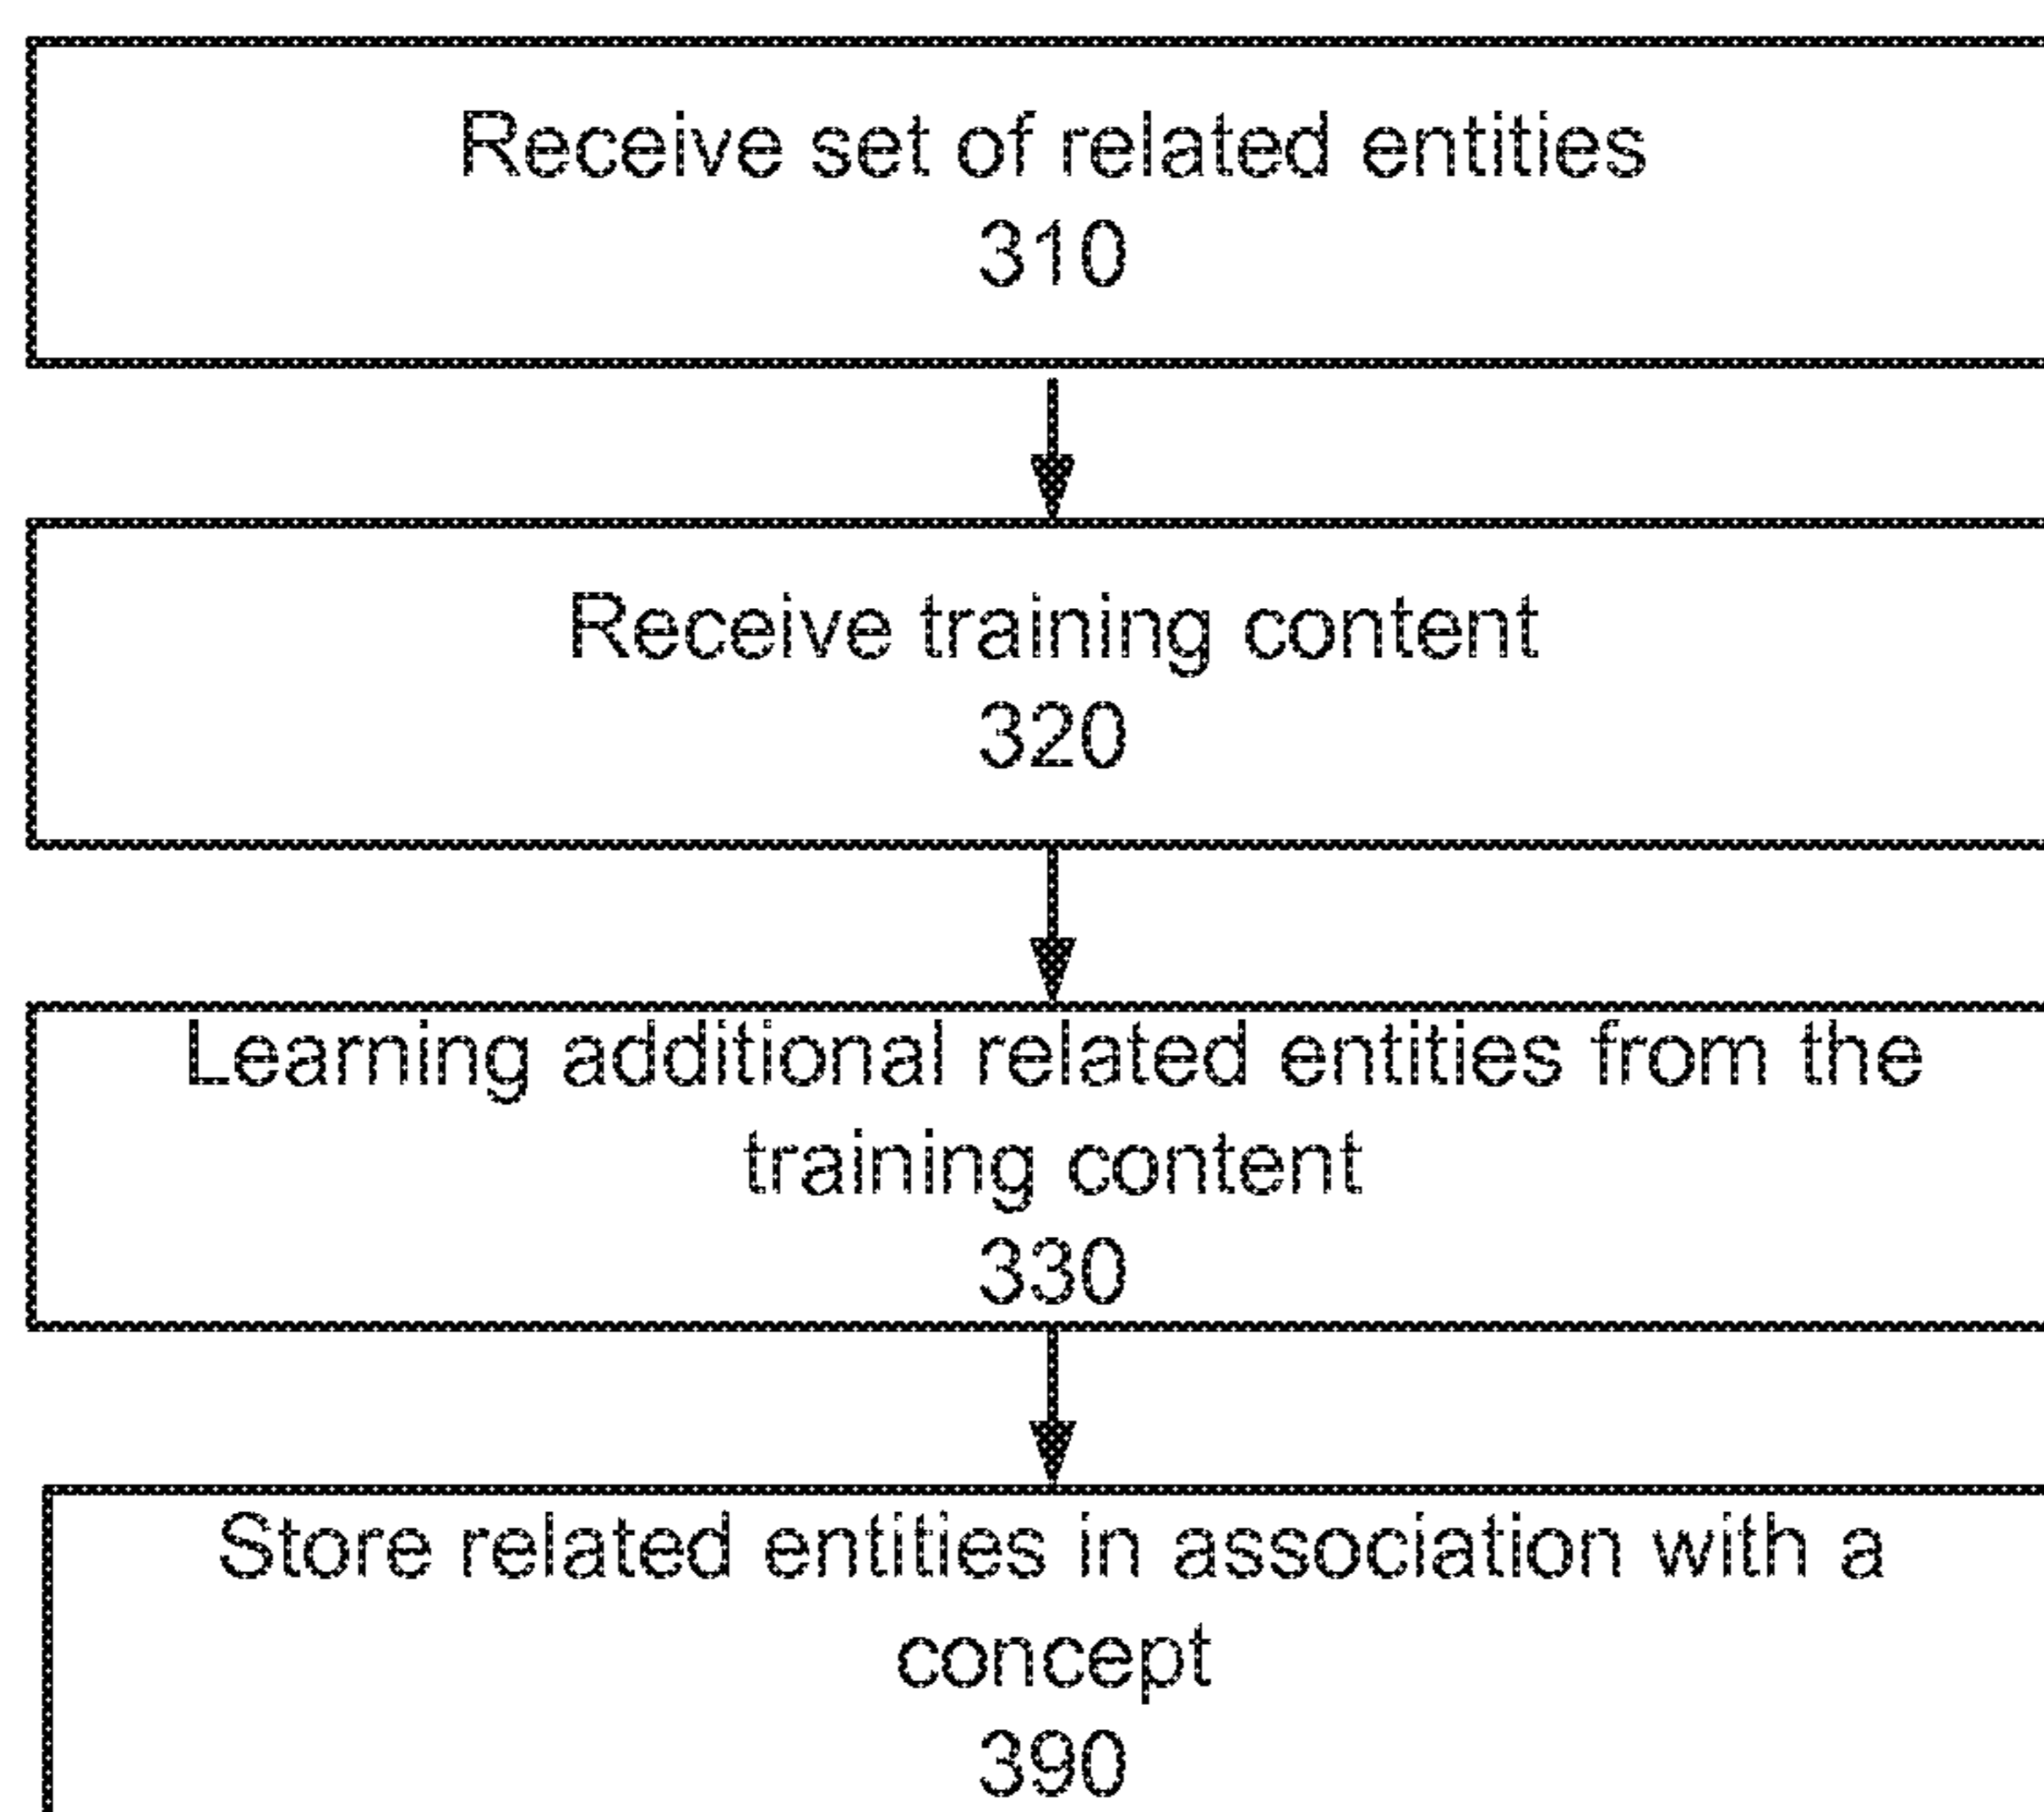 Receive set of related entities
310
Receive training content
320
Learning additional related entities from the
training content
330
Store related entities in association with a
concept
390